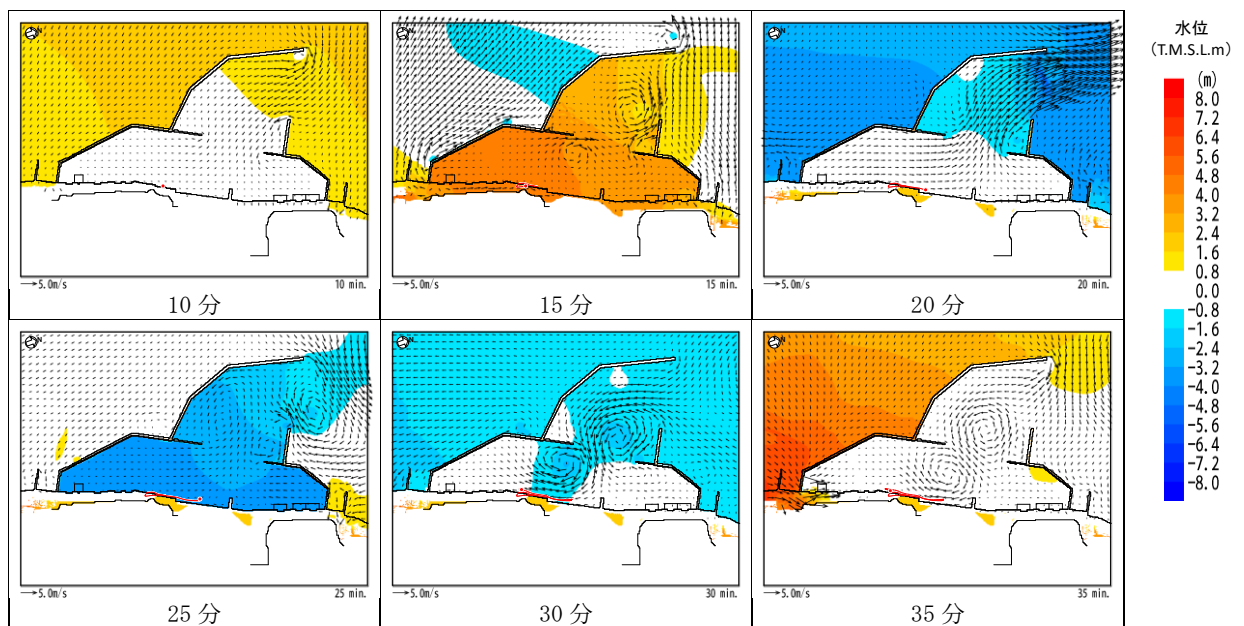 N
N
N
→5.0m/s
10 min.
→5.0m/s
15 min.
→5.0m/s
20 min.
10 分
15 分
20 分
N
N
N
→5.0m/s
25 min.
→5.0m/s
30 min.
→5.0m/s
35 min.
25 分
30 分
35 分
水位
（T.M.S.L.m）
(m)
8.0
7.2
6.4
5.6
4.8
4.0
3.2
2.4
1.6
0.8
0.0
-0.8
-1.6
-2.4
-3.2
-4.0
-4.8
-5.6
-6.4
-7.2
-8.0